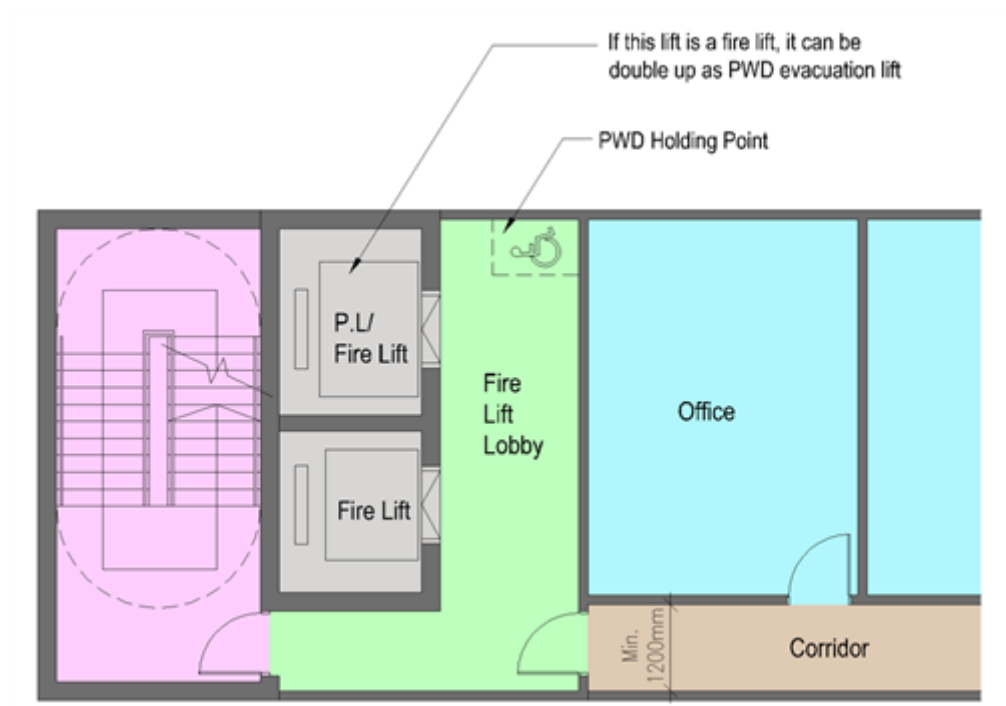 If this lift is a fire lift, it can be
double up as PWD evacuation lift
PWD Holding Point
P.L/
Fire Lift
Fire
Lift
Lobby
Office
Fire Lift
Min.
1200mm
Corridor